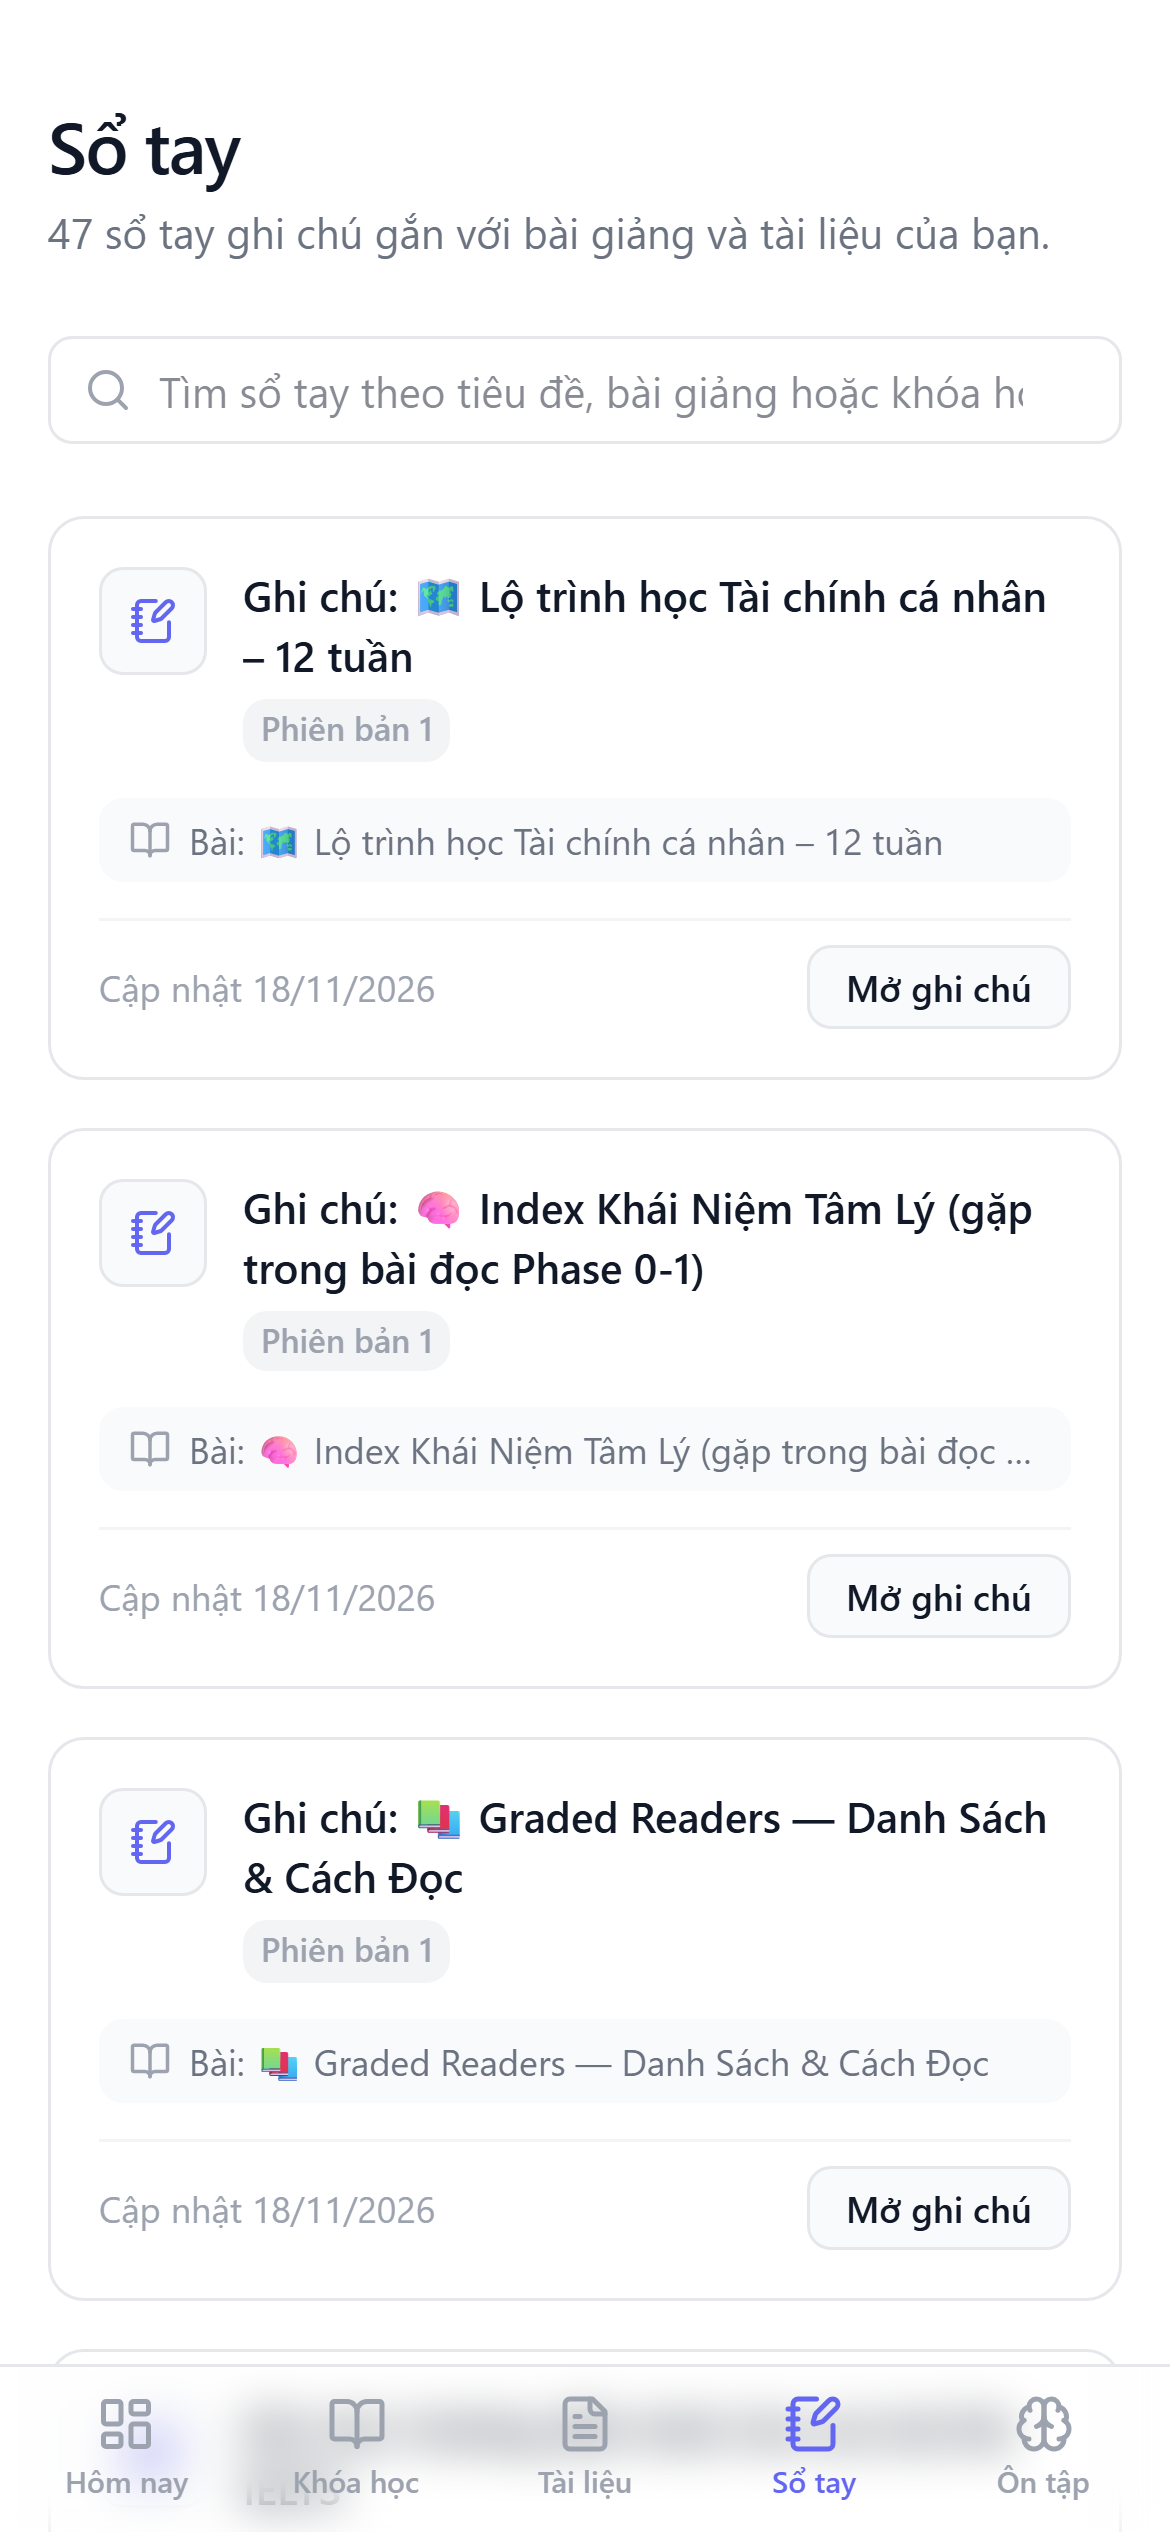 Sổ tay
47 sổ tay ghi chú gắn với bài giảng và tài liệu của bạn.
Tìm sổ tay theo tiêu đề, bài giảng hoặc khóa
Ghi chú: 🗺️ Lộ trình học Tài chính cá nhân
– 12 tuần
Phiên bản 1
Bài: 🗺️ Lộ trình học Tài chính cá nhân – 12 tuần
Cập nhật 18/11/2026
Mở ghi chú
Ghi chú: 🧠 Index Khái Niệm Tâm Lý (gặp
trong bài đọc Phase 0-1)
Phiên bản 1
Bài: 🧠 Index Khái Niệm Tâm Lý (gặp trong bài đọc ...
Cập nhật 18/11/2026
Mở ghi chú
Ghi chú: 📚 Graded Readers — Danh Sách
& Cách Đọc
Phiên bản 1
Bài: 📚 Graded Readers — Danh Sách & Cách Đọc
Cập nhật 18/11/2026
Mở ghi chú
IELTS
Hôm nay
Khóa học
Tài liệu
Sổ tay
Ôn tập